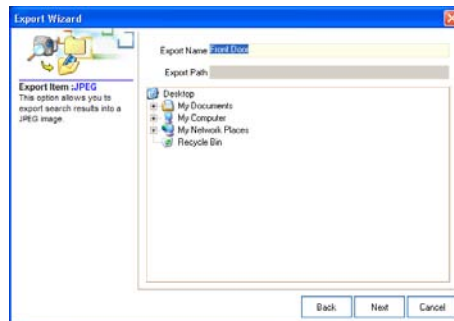 Export Wizard
Export Name Front Door
Export Path
Export Item :JPEG
This option allows you to
export search results into a
JPEG image.
Desktop
My Documents
My Computer
My Network Places
Recycle Bin
Back Next Cancel